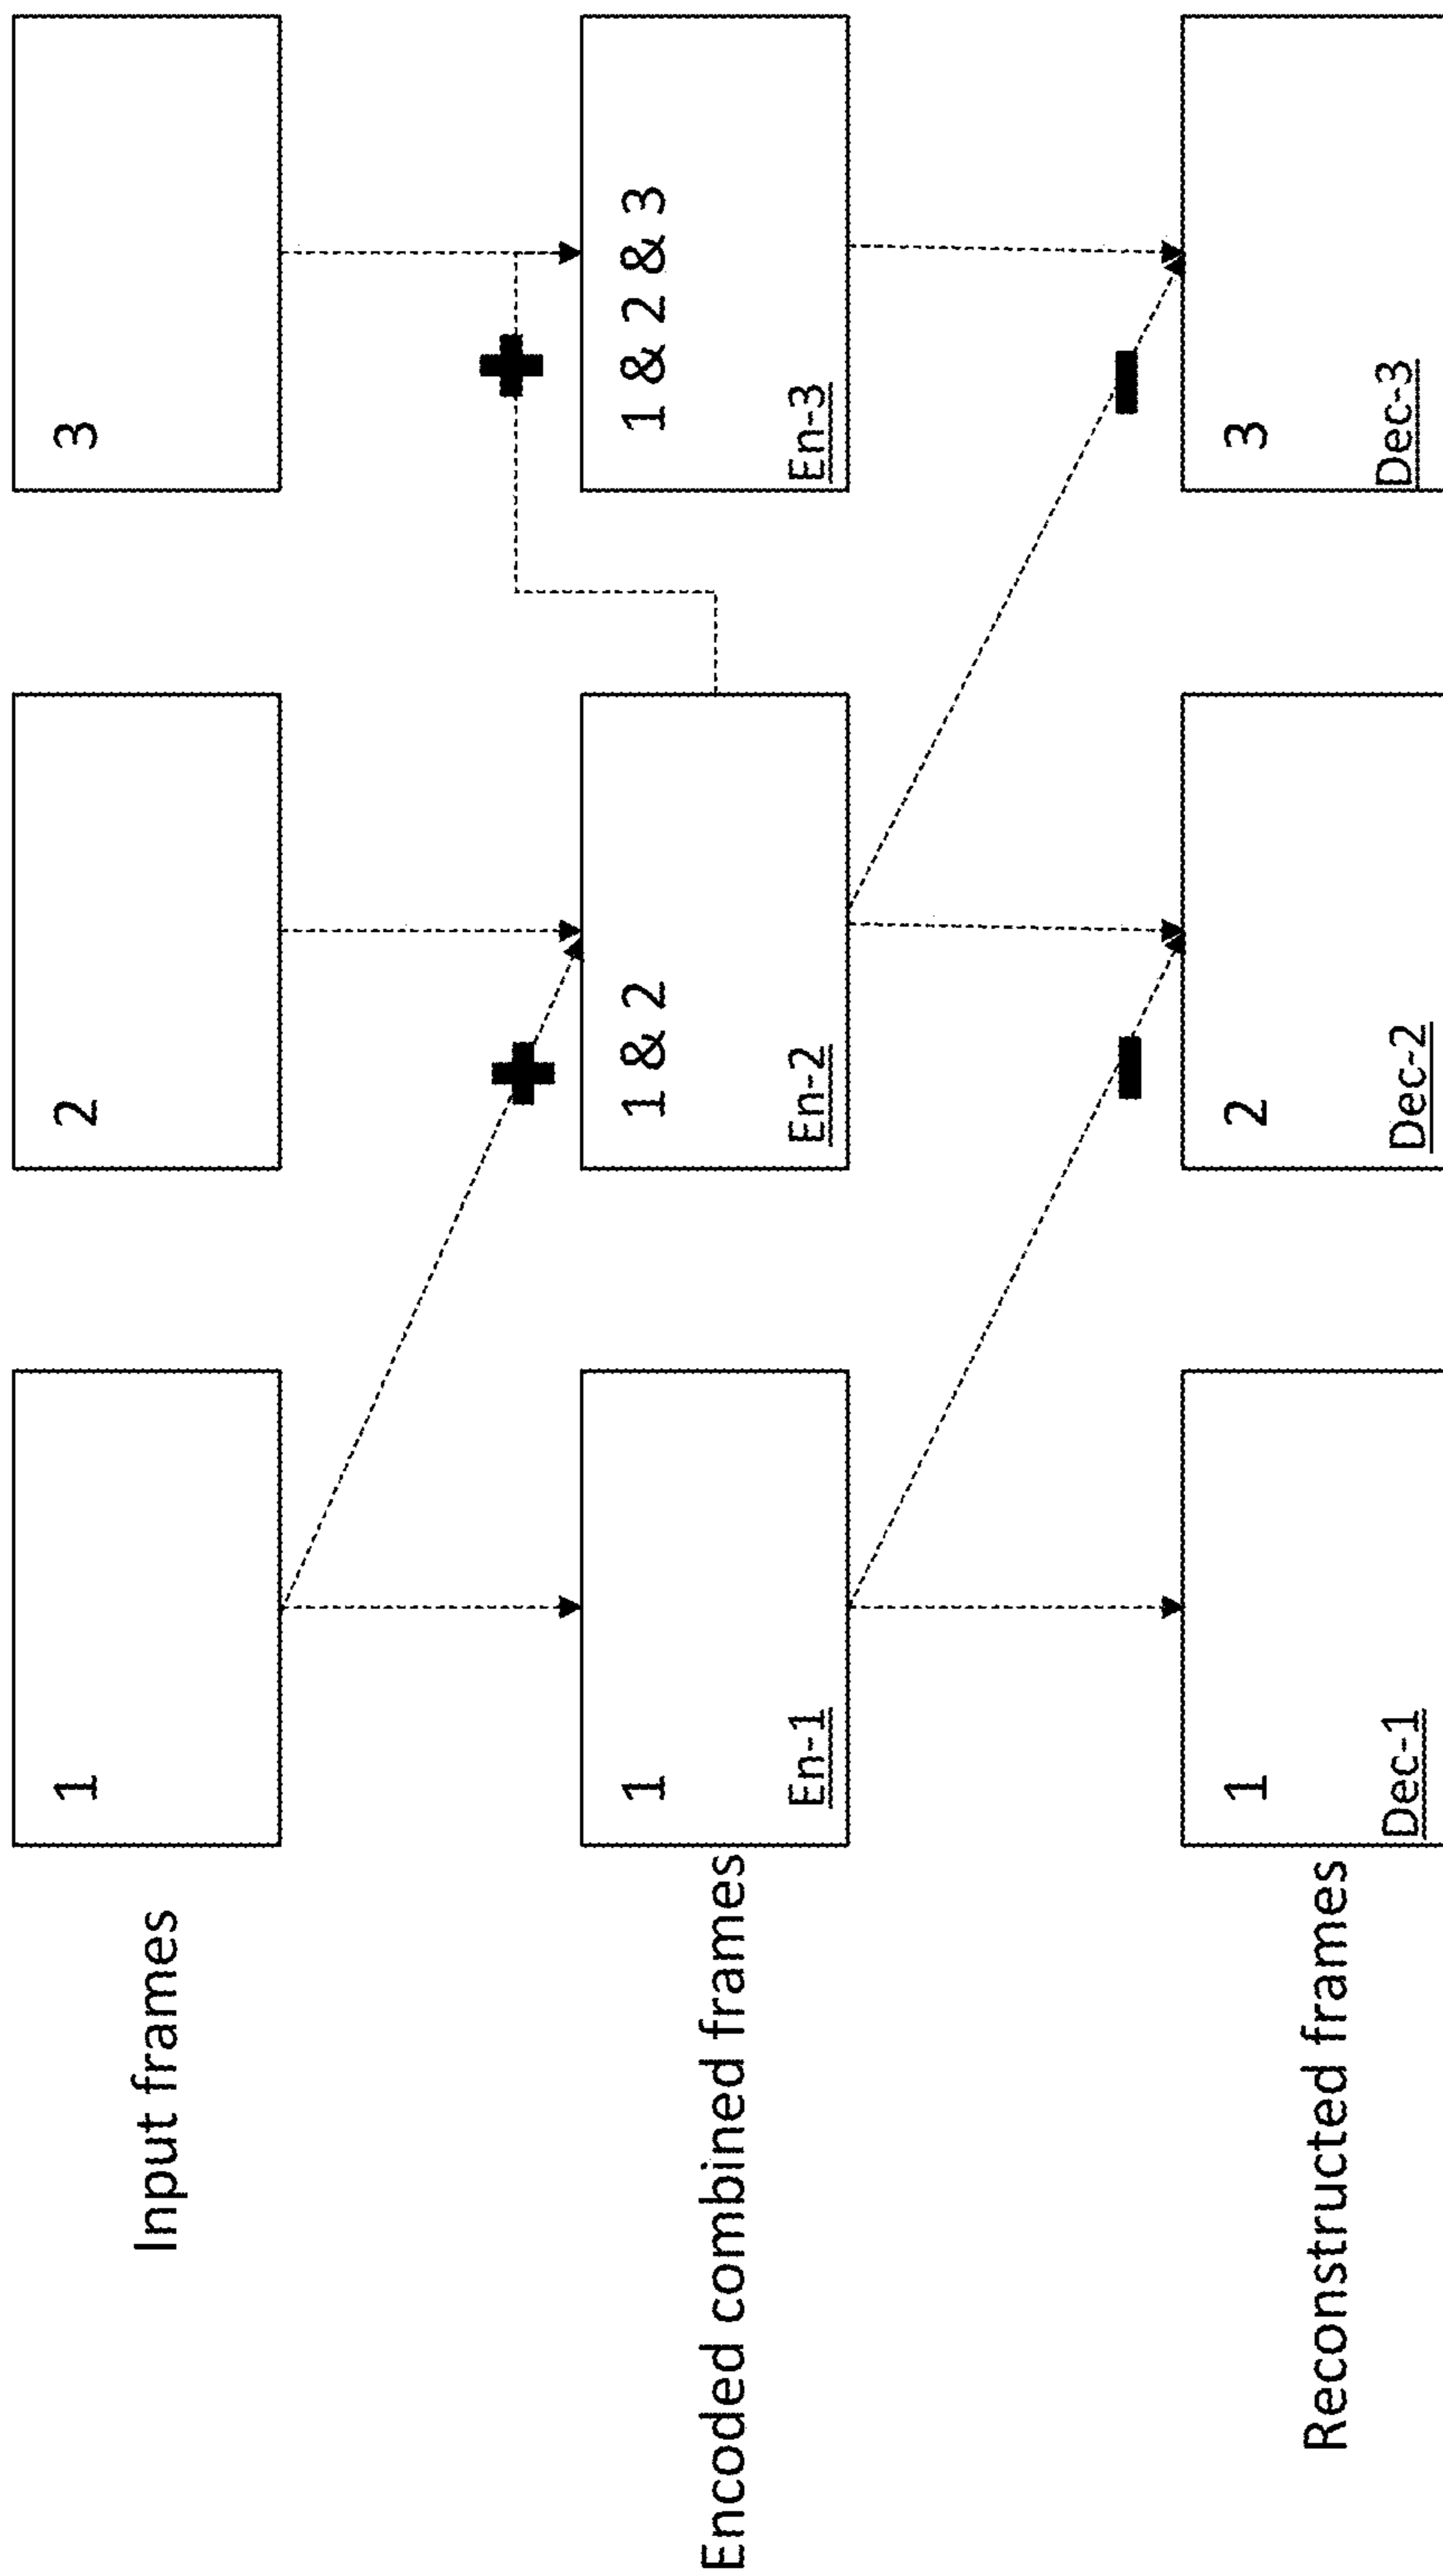 Input frames
1
2
3
Encoded combined frames
1
En-1
1 & 2
En-2
1 & 2 & 3
En-3
Reconstructed frames
1
Dec-1
2
Dec-2
3
Dec-3